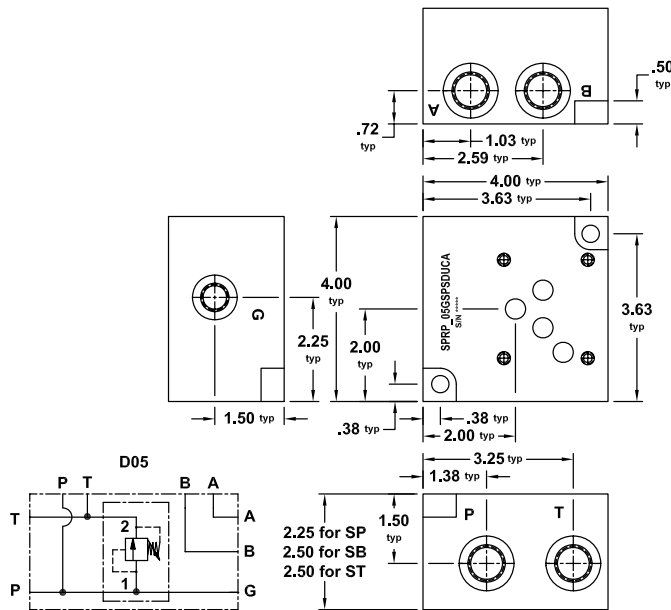 A
B
.50
typ
.72
typ
1.03 typ
2.59 typ
4.00 typ
3.63 typ
G
4.00
typ
2.25
typ
2.00
typ
1.50 typ
SPRP_05GSPSDUCA
S/N *****
3.63
typ
.38 typ
.38 typ
2.00 typ
3.25 typ
1.38 typ
D05
P T B A
T
P
2
1
A
B
G
2.25 for SP
2.50 for SB
2.50 for ST
1.50
typ
P T